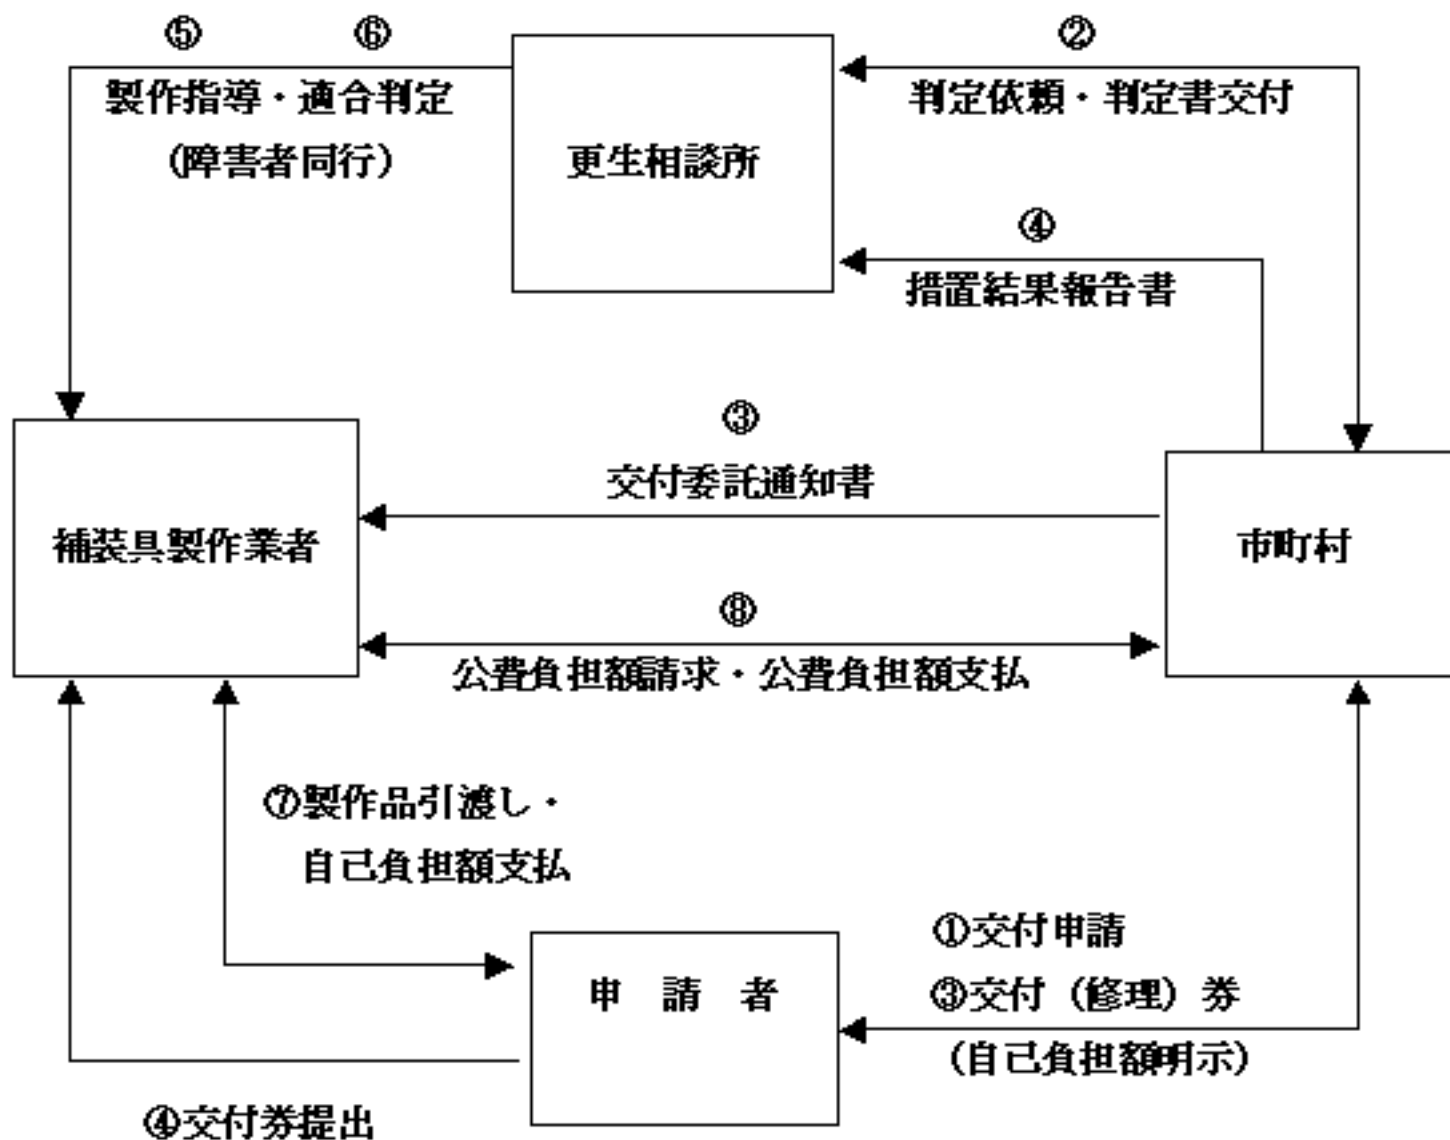 ⑤ ⑥
製作指導・適合判定
(障害者同行)
更生相談所
②
判定依頼・判定書交付
④
措置結果報告書
③
交付委託通知書
補装具製作業者
市町村
⑧
公費負担額請求・公費負担額支払
⑦製作品引渡し・
自己負担額支払
申 請 者
①交付申請
③交付（修理）券
(自己負担額明示)
④交付券提出